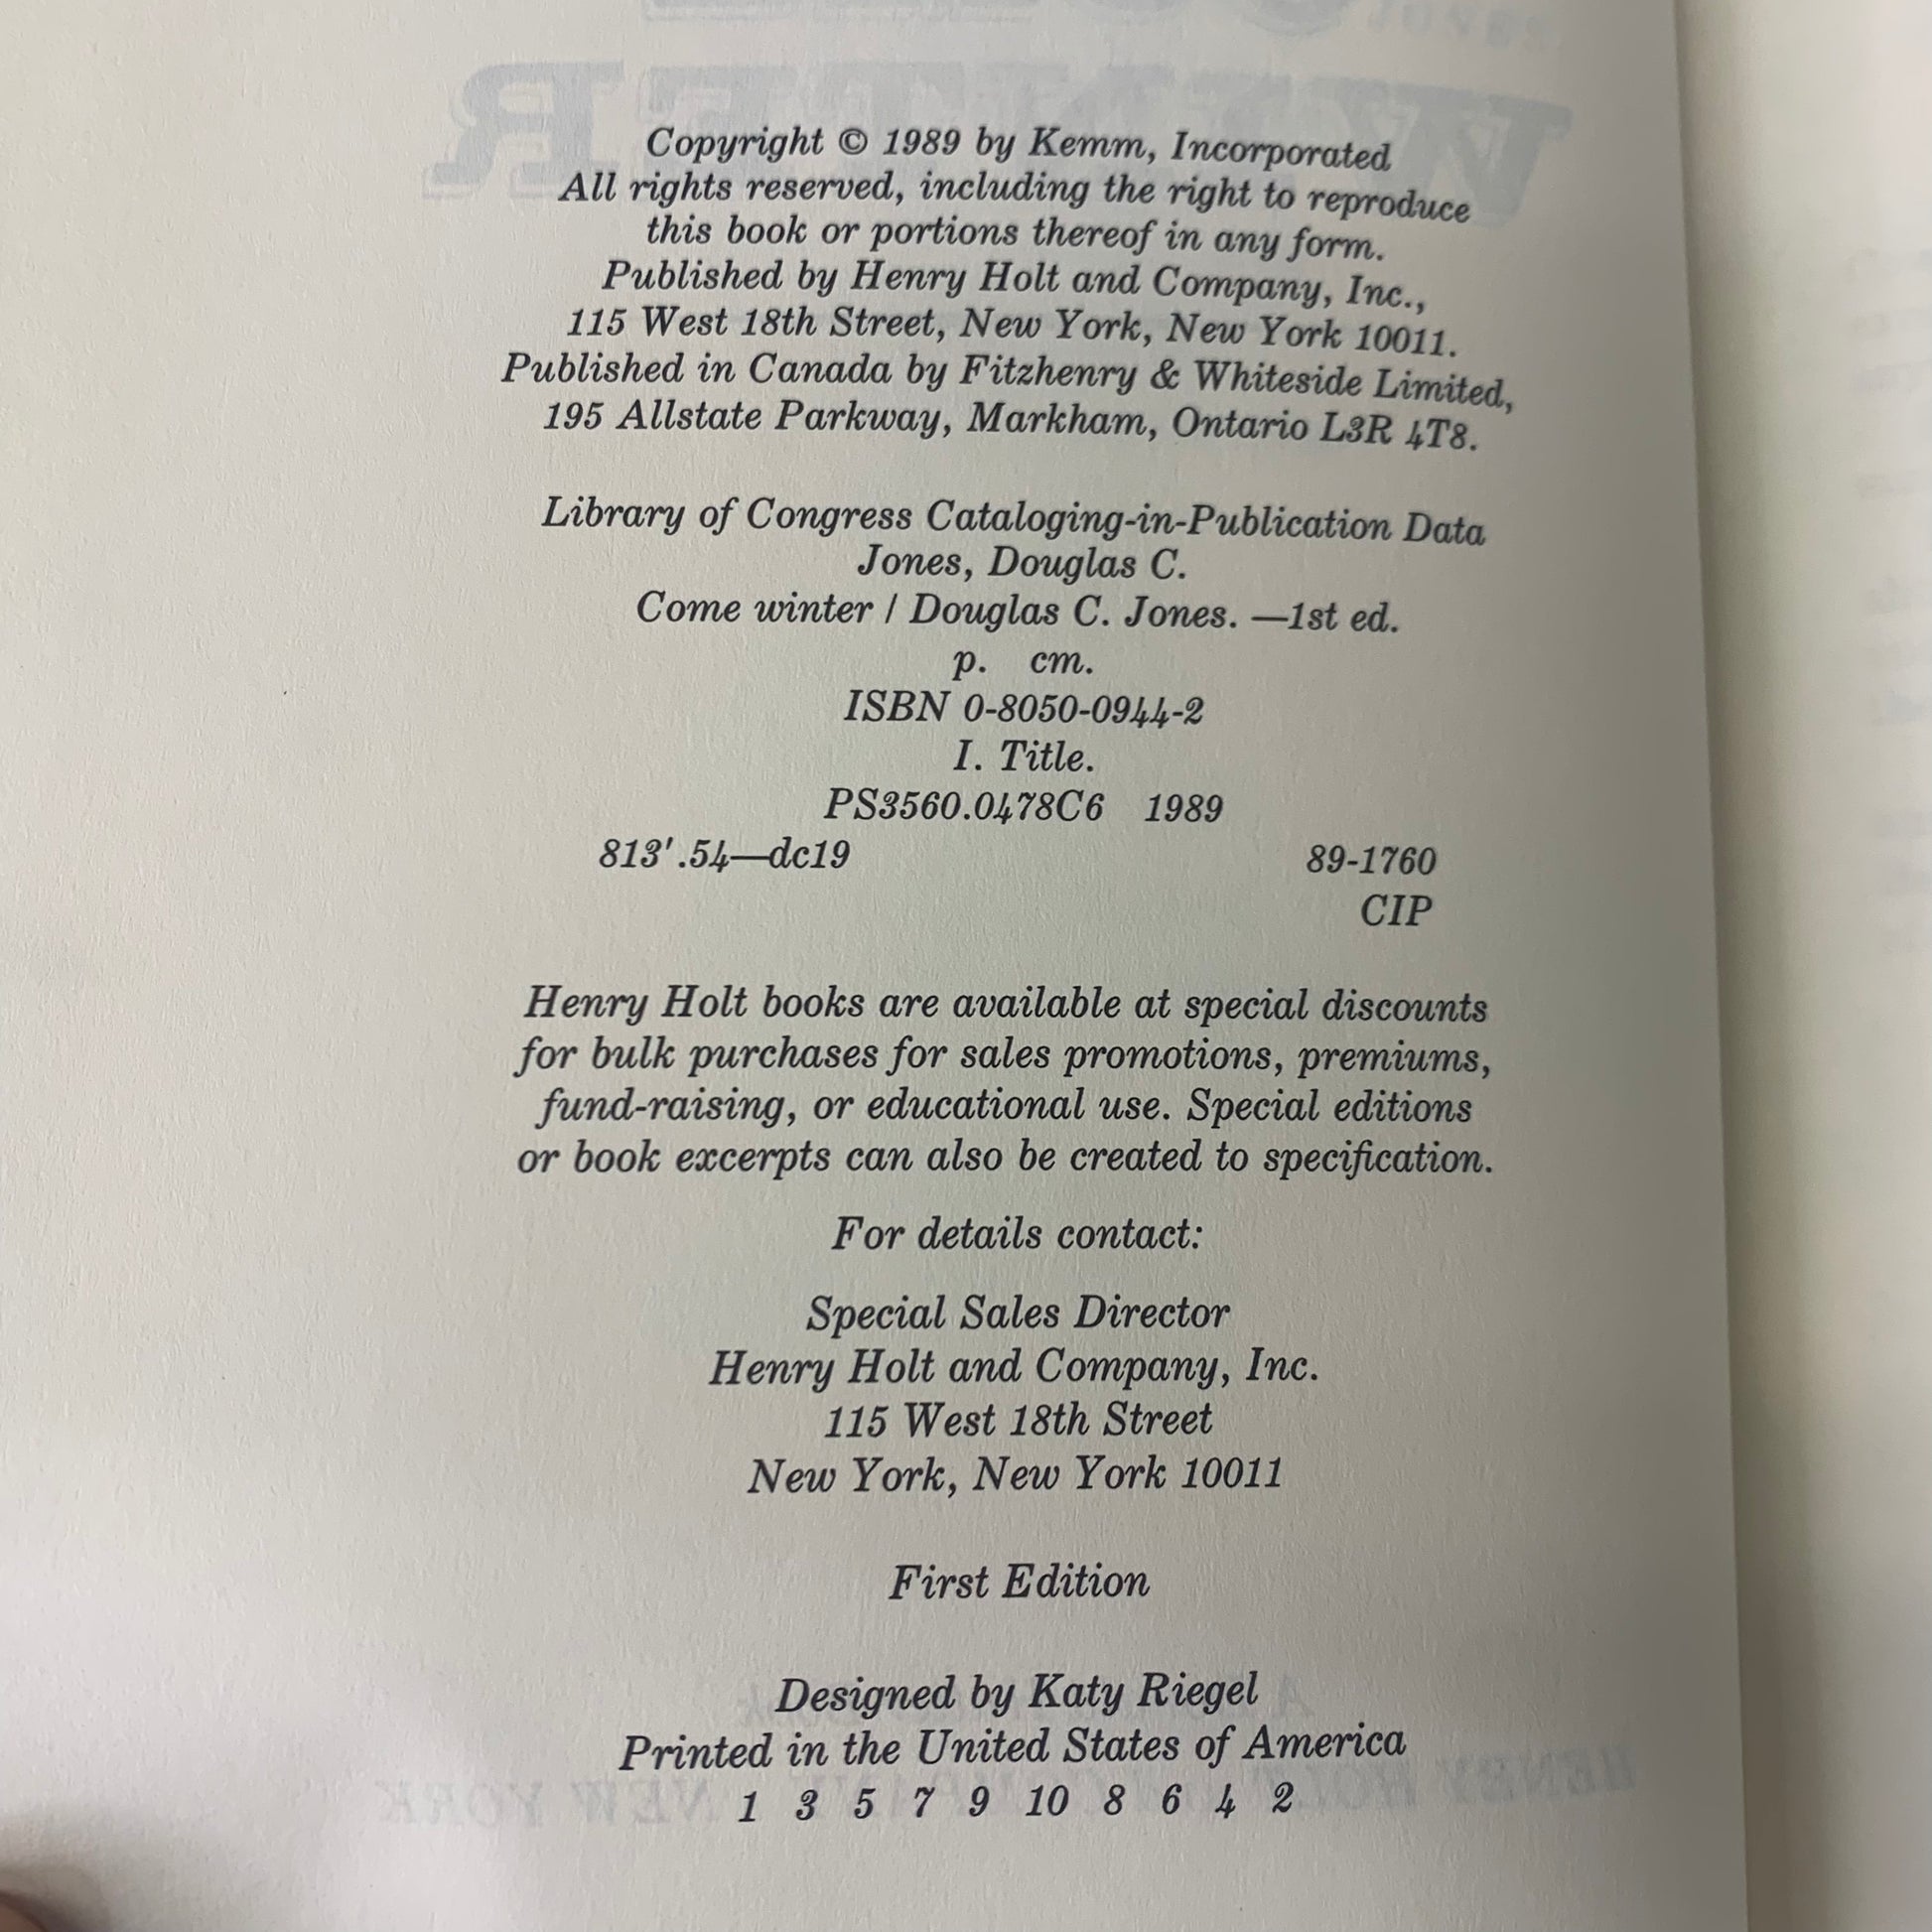 Copyright © 1989 by Kemm, Incorporated
All rights reserved, including the right to reproduce
this book or portions thereof in any form.
Published by Henry Holt and Company, Inc.,
115 West 18th Street, New York, New York 10011.
Published in Canada by Fitzhenry & Whiteside Limited,
195 Allstate Parkway, Markham, Ontario L3R 4T8.
Library of Congress Cataloging-in-Publication Data
Jones, Douglas C.
Come winter / Douglas C. Jones. —1st ed.
p. cm.
ISBN 0-8050-0944-2
I. Title.
PS3560.0478C6 1989
813'.54—dc19 89-1760
CIP
Henry Holt books are available at special discounts
for bulk purchases for sales promotions, premiums,
fund-raising, or educational use. Special editions
or book excerpts can also be created to specification.
For details contact:
Special Sales Director
Henry Holt and Company, Inc.
115 West 18th Street
New York, New York 10011
First Edition
Designed by Katy Riegel
Printed in the United States of America
1 3 5 7 9 10 8 6 4 2